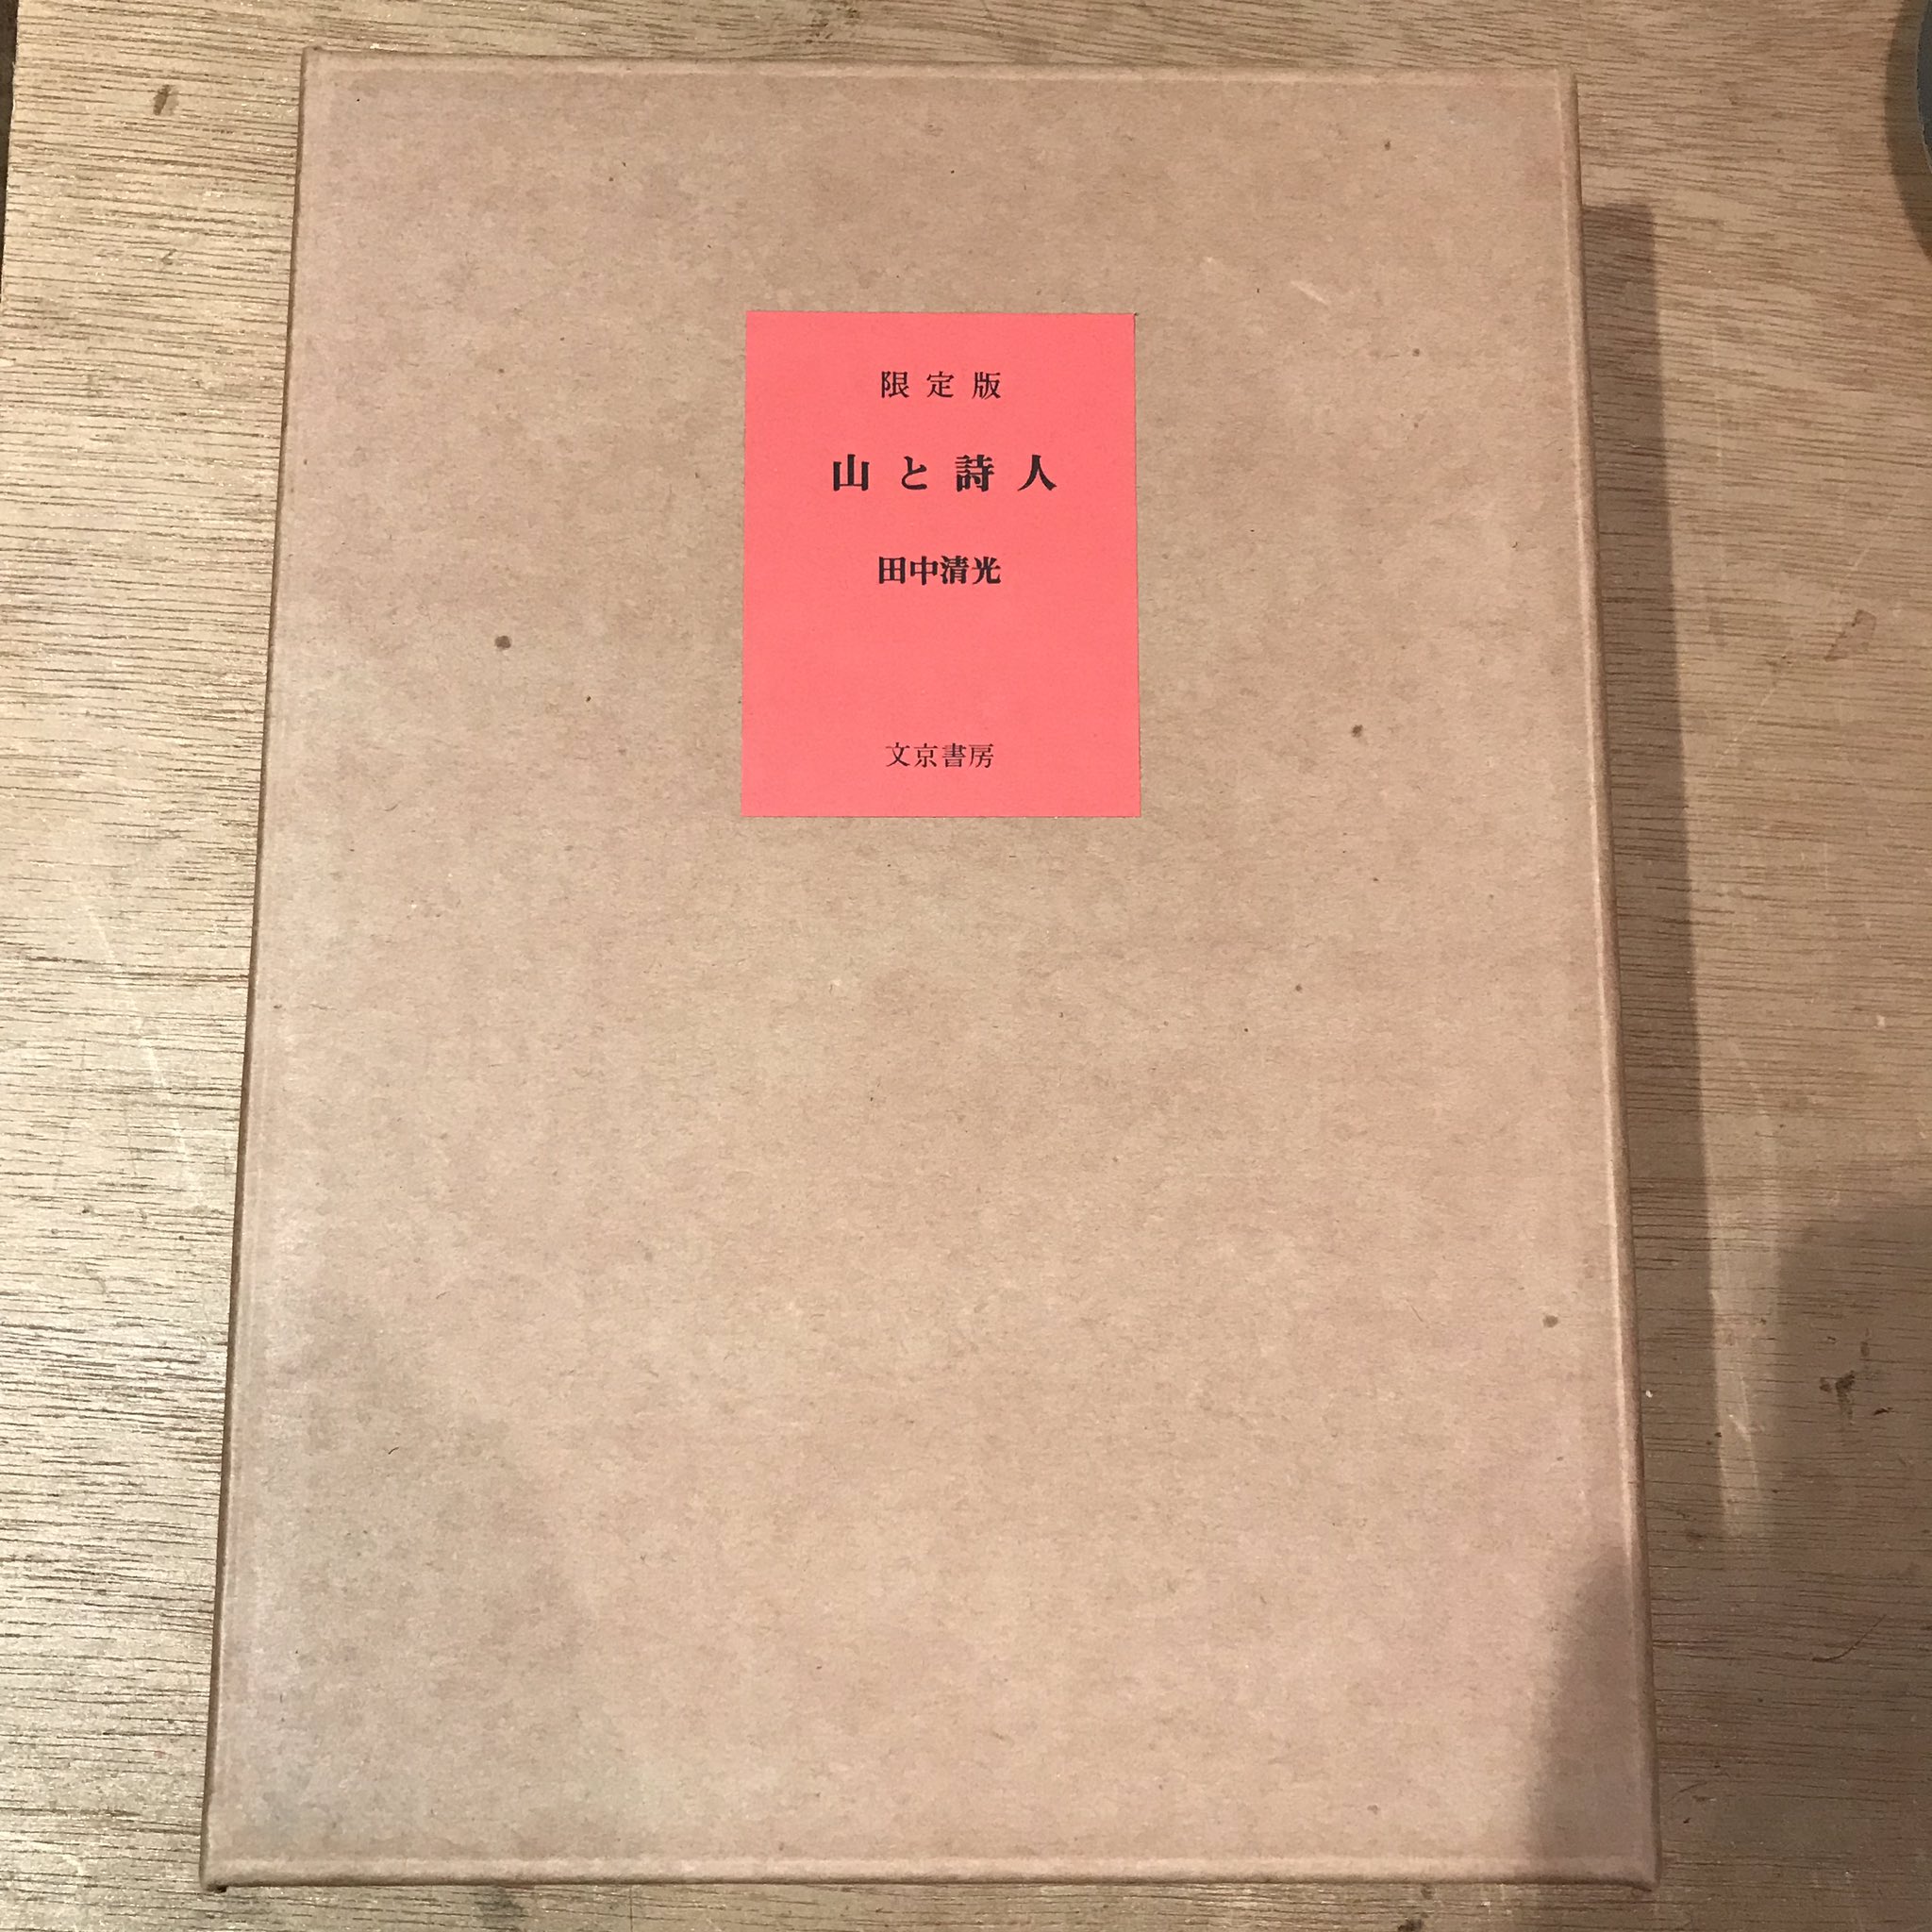 限定版
山と詩人
田中清光
文京書房